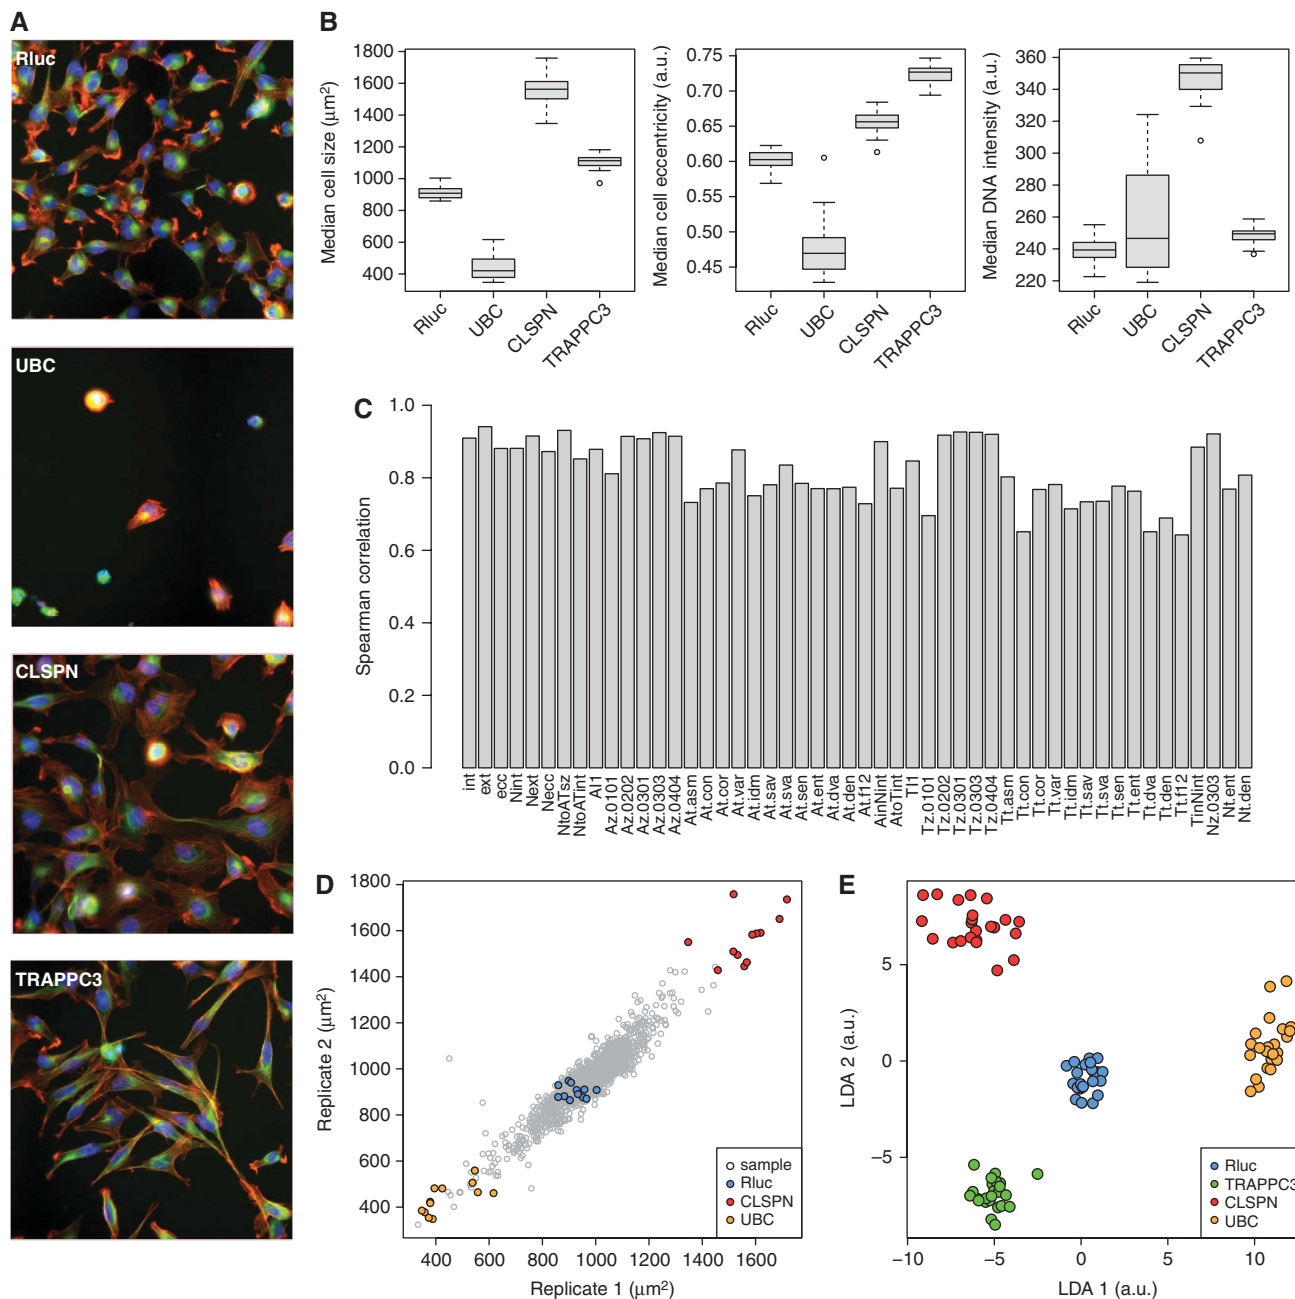 A
Rluc
UBC
CLSPN
TRAPPC3
B
Median cell size (μm²)
1800
1600
1400
1200
1000
800
600
400
Rluc
UBC
CLSPN
TRAPPC3
Median cell eccentricity (a.u.)
0.75
0.70
0.65
0.60
0.55
0.50
0.45
Rluc
UBC
CLSPN
TRAPPC3
Median DNA intensity (a.u.)
360
340
320
300
280
260
240
220
Rluc
UBC
CLSPN
TRAPPC3
C
Spearman correlation
1.0
0.8
0.6
0.4
0.2
0.0
int
ext
ecc
Nint
Next
Necc
NtoATsz
NtoATint
AI1
Az.0101
Az.0202
Az.0301
Az.0303
Az.0404
At.asm
At.con
At.cor
At.var
At.idm
At.sav
At.sva
At.sen
At.ent
At.dva
At.den
At.f12
AinNint
AtoTint
TI1
Tz.0101
Tz.0202
Tz.0301
Tz.0303
Tz.0404
Tt.asm
Tt.con
Tt.cor
Tt.var
Tt.idm
Tt.sav
Tt.sva
Tt.sen
Tt.ent
Tt.dva
Tt.den
Tt.f12
TinNint
Nz.0303
Nt.ent
Nt.den
D
Replicate 2 (μm²)
1800
1600
1400
1200
1000
800
600
400
sample
Rluc
CLSPN
UBC
400 600 800 1000 1200 1400 1600
Replicate 1 (μm²)
E
LDA 2 (a.u.)
5
0
−5
Rluc
TRAPPC3
CLSPN
UBC
−10 −5 0 5 10
LDA 1 (a.u.)